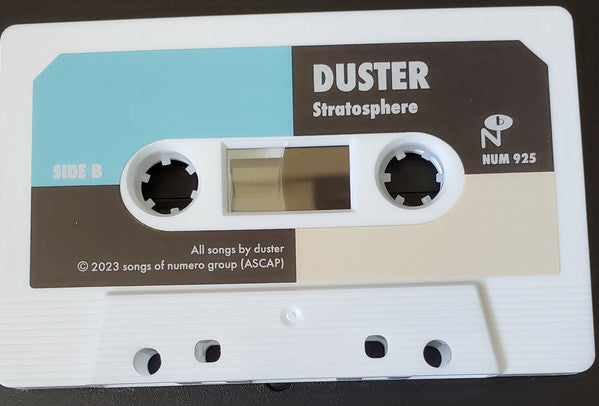 DUSTER
Stratosphere
SIDE B
N b
NUM 925
All songs by duster
© 2023 songs of numero group (ASCAP)